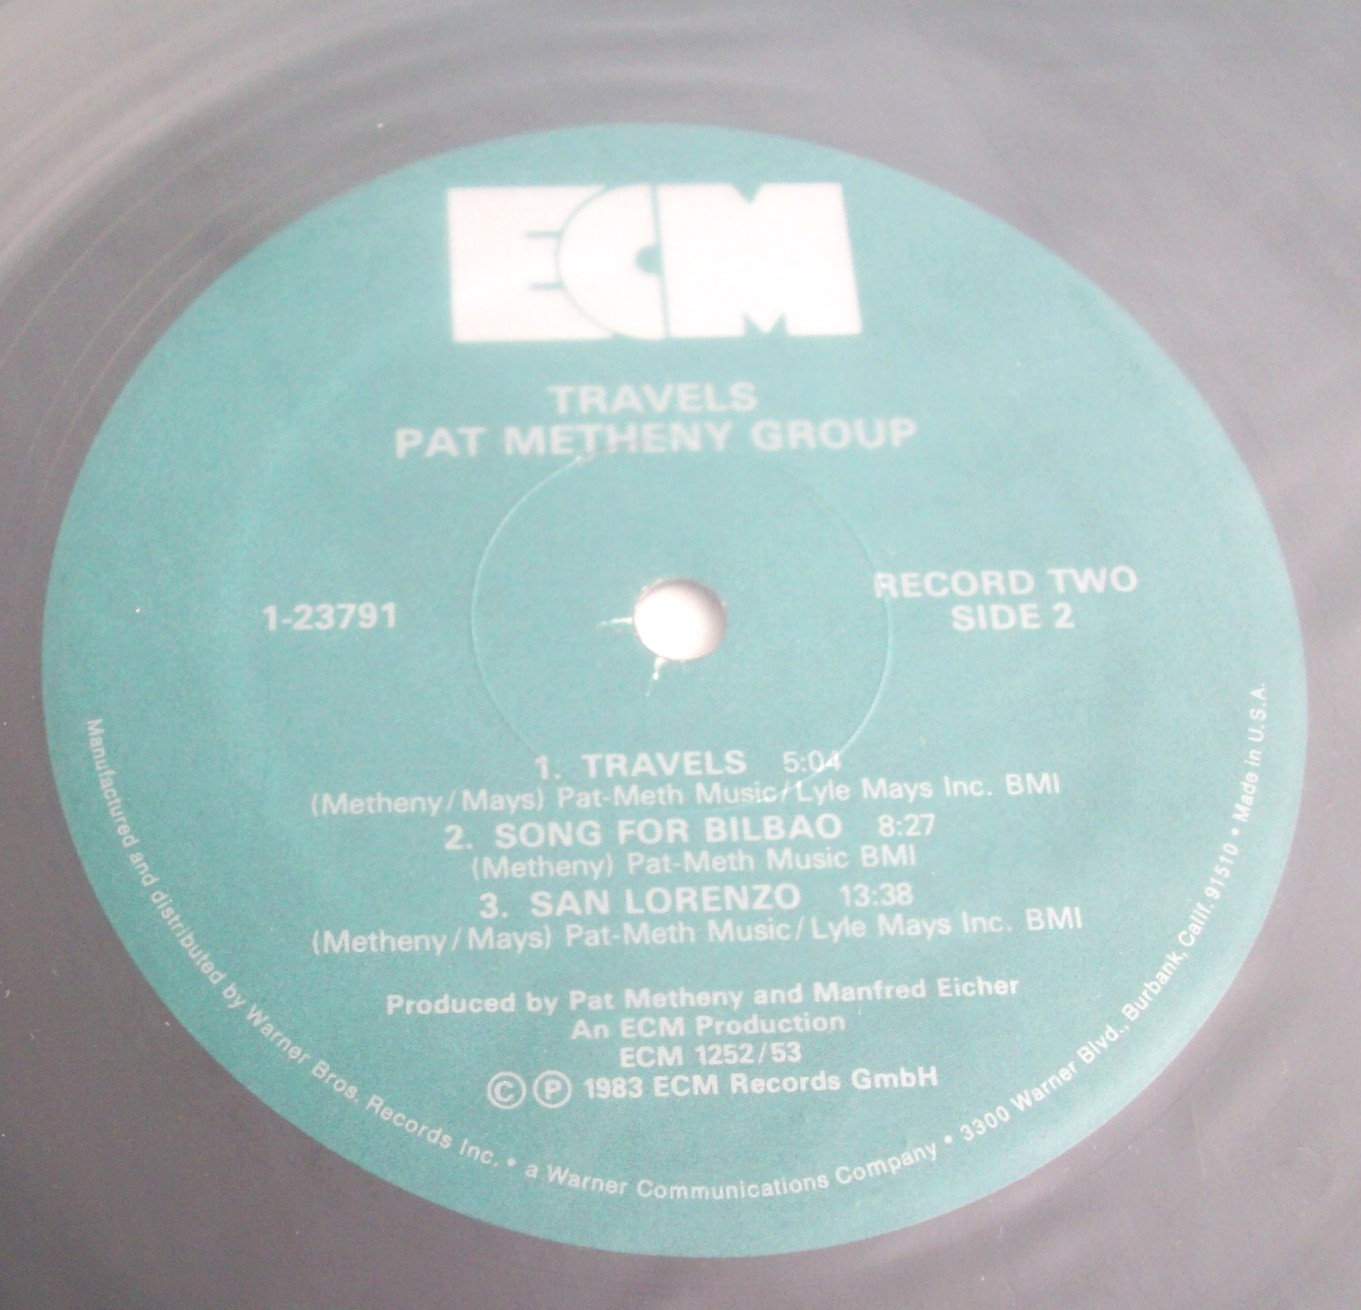 ECM
TRAVELS
PAT METHENY GROUP
1-23791
RECORD TWO
SIDE 2
1. TRAVELS 5:04
(Metheny/Mays) Pat-Meth Music/Lyle Mays Inc. BMI
2. SONG FOR BILBAO 8:27
(Metheny) Pat-Meth Music BMI
3. SAN LORENZO 13:38
(Metheny/Mays) Pat-Meth Music/Lyle Mays Inc. BMI
Produced by Pat Metheny and Manfred Eicher
An ECM Production
ECM 1252/53
© ℗ 1983 ECM Records GmbH
Manufactured and distributed by Warner Bros. Records Inc. • a Warner Communications Company • 3300 Warner Blvd., Burbank, Calif. 91510 • Made in U.S.A.